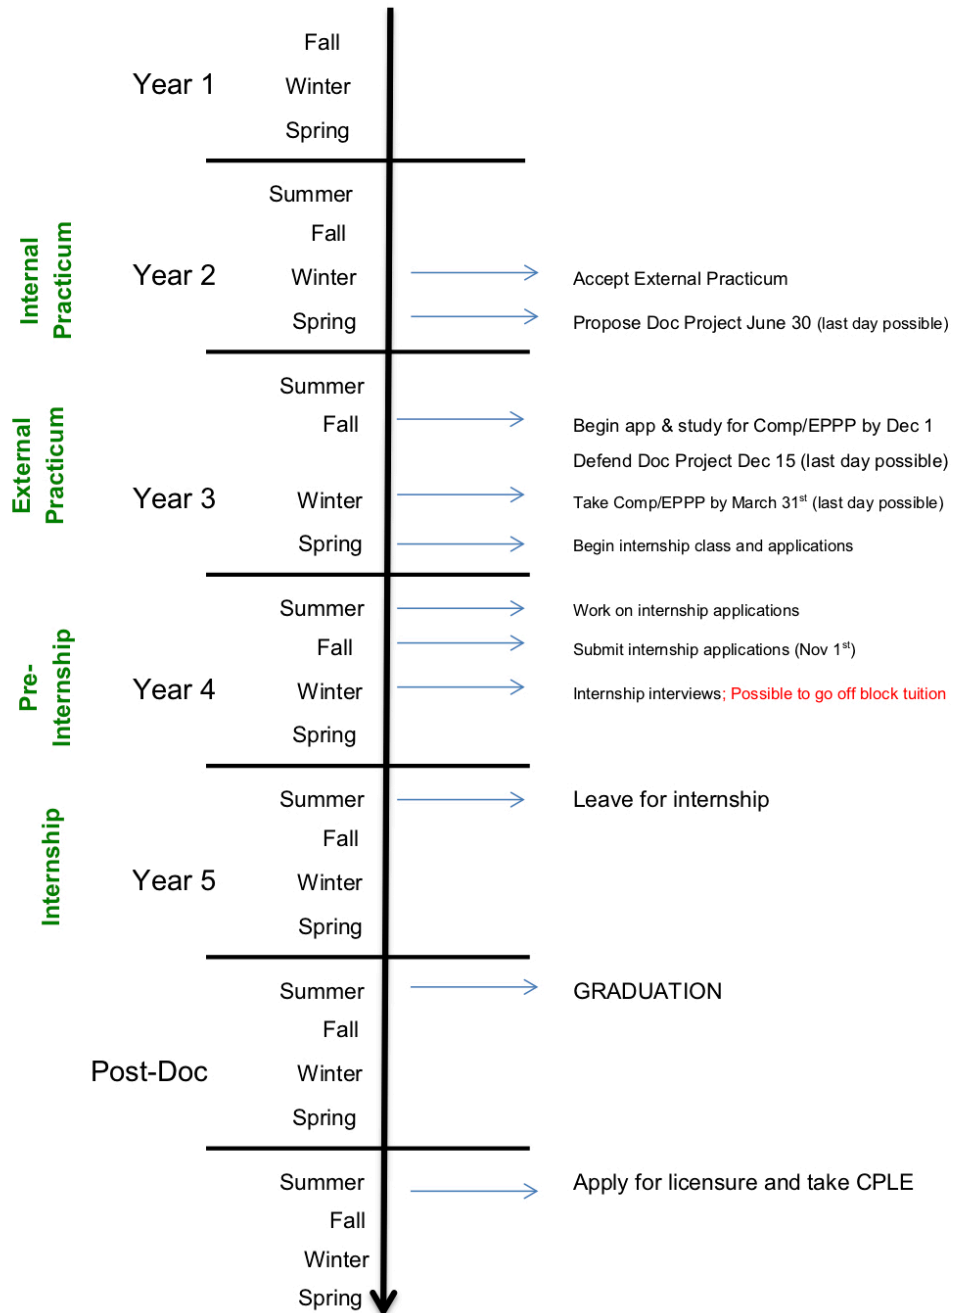 Fall
Year 1
Winter
Spring
Summer
Fall
Internal
Practicum
Year 2
Winter
Accept External Practicum
Spring
Propose Doc Project June 30 (last day possible)
Summer
Fall
Begin app & study for Comp/EPPP by Dec 1
Defend Doc Project Dec 15 (last day possible)
External
Practicum
Year 3
Winter
Take Comp/EPPP by March 31st (last day possible)
Spring
Begin internship class and applications
Summer
Work on internship applications
Fall
Submit internship applications (Nov 1st)
Pre-
Internship
Year 4
Winter
Internship interviews; Possible to go off block tuition
Spring
Summer
Leave for internship
Fall
Internship
Year 5
Winter
Spring
Summer
GRADUATION
Fall
Post-Doc
Winter
Spring
Summer
Apply for licensure and take CPLE
Fall
Winter
Spring